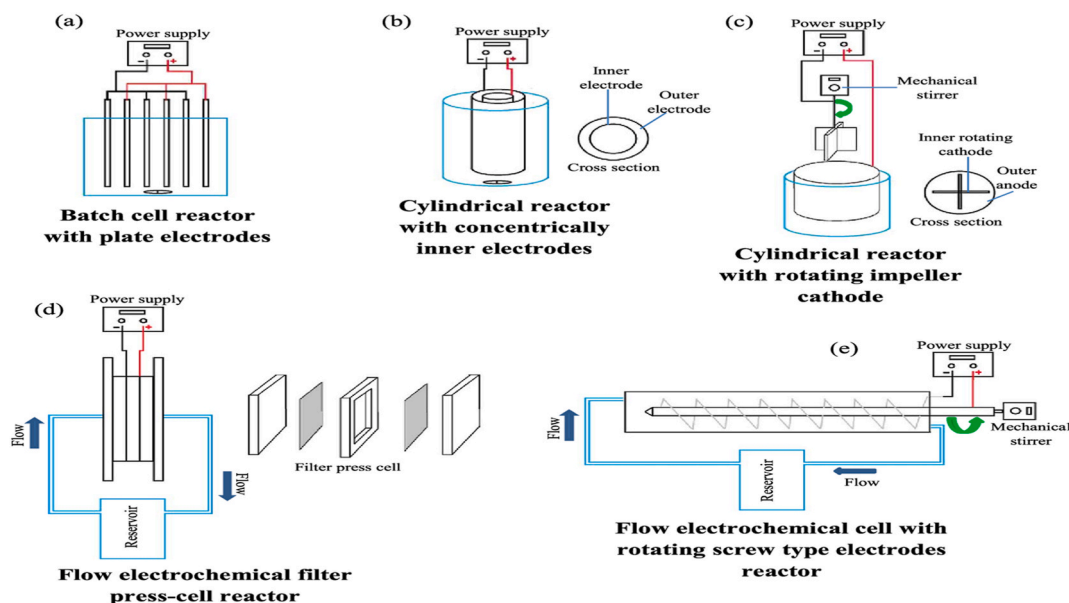 (a)
Power supply
- +
Batch cell reactor
with plate electrodes
(b)
Power supply
- +
Inner
electrode
Outer
electrode
Cross section
Cylindrical reactor
with concentrically
inner electrodes
(c)
Power supply
- +
Mechanical
stirrer
Inner rotating
cathode
Outer
anode
Cross section
Cylindrical reactor
with rotating impeller
cathode
(d)
Power supply
- +
Flow
Flow
Reservoir
Filter press cell
Flow electrochemical filter
press-cell reactor
(e)
Power supply
- +
Mechanical
stirrer
Flow
Flow
Reservoir
Flow electrochemical cell with
rotating screw type electrodes
reactor